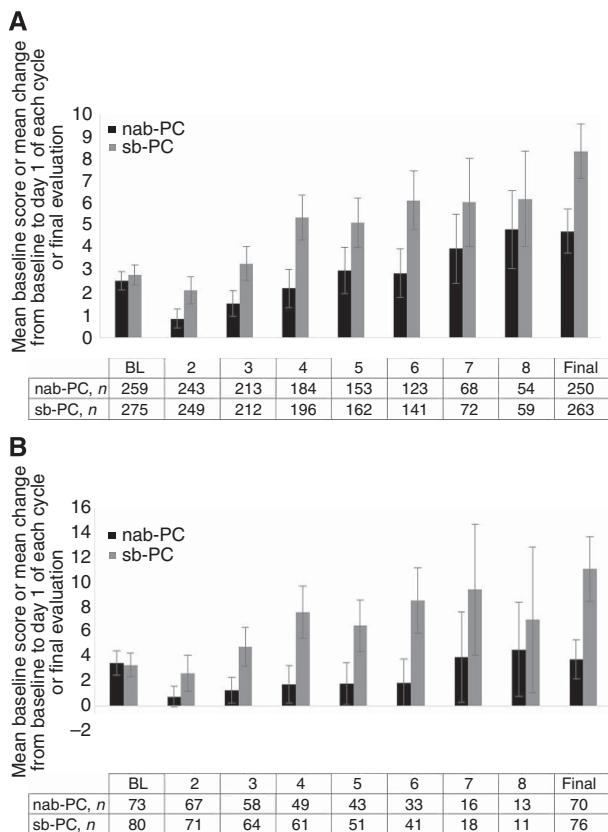 A
Mean baseline score or mean change
from baseline to day 1 of each cycle
or final evaluation
10
9
8
7
6
5
4
3
2
1
0
nab-PC
sb-PC
BL 2 3 4 5 6 7 8 Final
nab-PC, n 259 243 213 184 153 123 68 54 250
sb-PC, n 275 249 212 196 162 141 72 59 263
B
Mean baseline score or mean change
from baseline to day 1 of each cycle
or final evaluation
16
14
12
10
8
6
4
2
0
–2
nab-PC
sb-PC
BL 2 3 4 5 6 7 8 Final
nab-PC, n 73 67 58 49 43 33 16 13 70
sb-PC, n 80 71 64 61 51 41 18 11 76